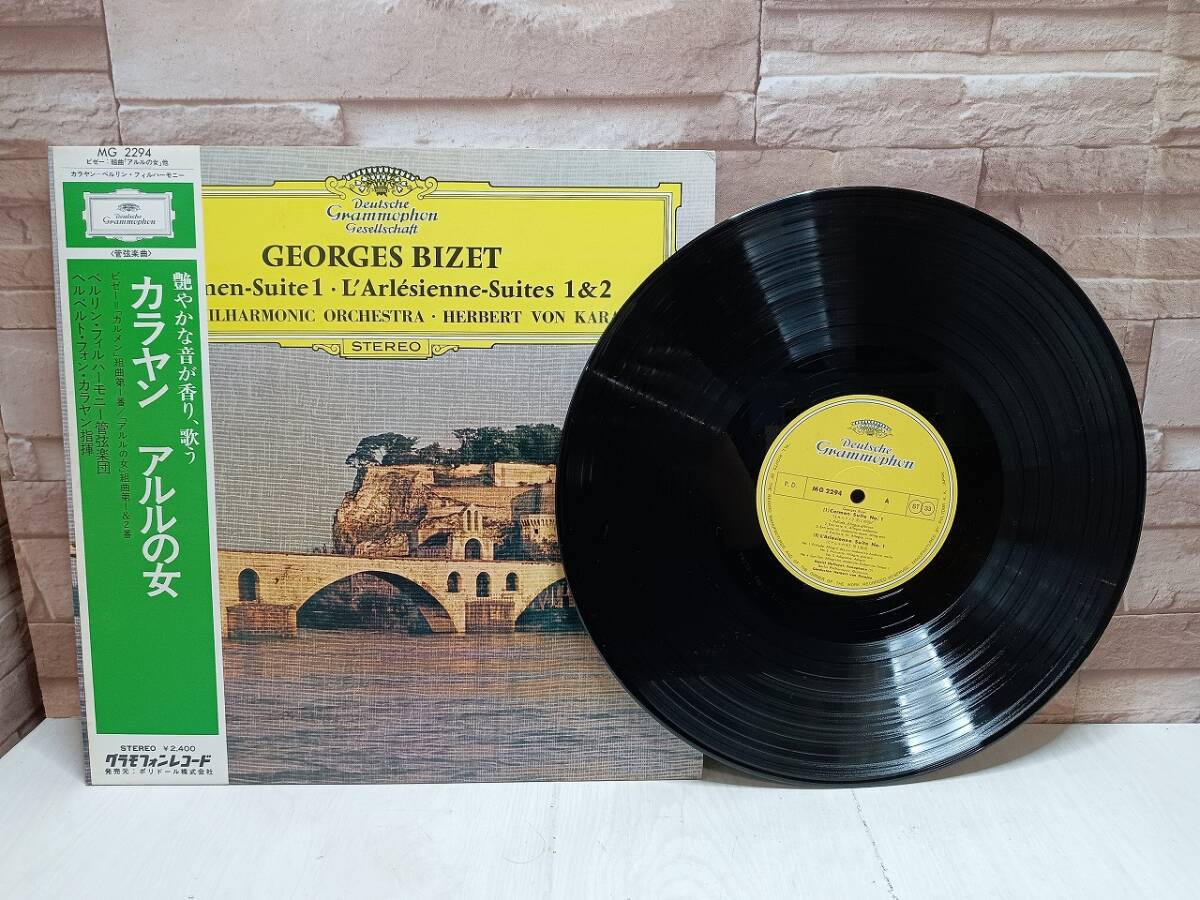 MG 2294
ビゼー:組曲「アルルの女」他
カラヤン-ベルリン・フィルハーモニー
Deutsche
Grammophon
〈管弦楽曲〉
艶やかな音が香り、歌う
カラヤン アルルの女
ビゼー=「カルメン」組曲第1番/「アルルの女」組曲第1&2番
ベルリン・フィルハーモニー管弦楽団
ヘルベルト・フォン・カラヤン指揮
STEREO ¥2,400
グラモフォンレコード
発売元:ポリドール株式会社
Deutsche
Grammophon
Gesellschaft
GEORGES BIZET
men-Suite 1 · L'Arlésienne-Suites 1 & 2
ILHARMONIC ORCHESTRA · HERBERT VON KARA
STEREO
Deutsche
Grammophon
P.D.
MG 2294
A
ST 33
Georges Bizet
(1) Carmen Suite No. 1
(2) L'Arlesienne Suite No. 1